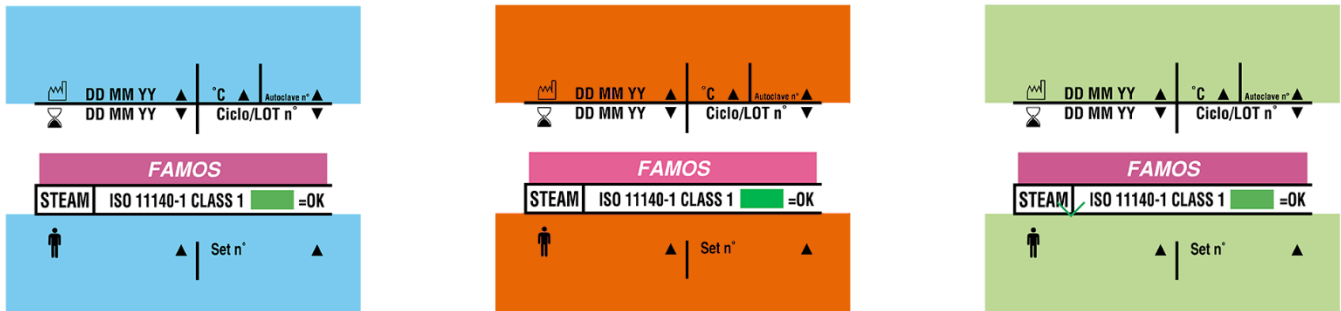 DD MM YY ▲ °C ▲ Autoclave n° ▲
DD MM YY ▼ Ciclo/LOT n° ▼
FAMOS
STEAM ISO 11140-1 CLASS 1 =OK
▲ Set n° ▲
DD MM YY ▲ °C ▲ Autoclave n° ▲
DD MM YY ▼ Ciclo/LOT n° ▼
FAMOS
STEAM ISO 11140-1 CLASS 1 =OK
▲ Set n° ▲
DD MM YY ▲ °C ▲ Autoclave n° ▲
DD MM YY ▼ Ciclo/LOT n° ▼
FAMOS
STEAM ISO 11140-1 CLASS 1 =OK
▲ Set n° ▲